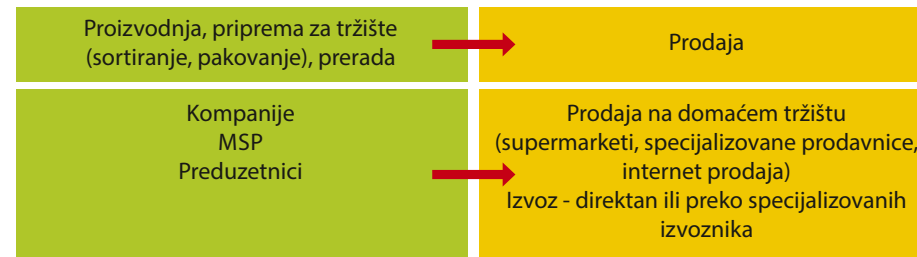 Proizvodnja, priprema za tržište
(sortiranje, pakovanje), prerada
Prodaja
Kompanije
MSP
Preduzetnici
Prodaja na domaćem tržištu
(supermarketi, specijalizovane prodavnice,
internet prodaja)
Izvoz - direktan ili preko specijalizovanih
izvoznika